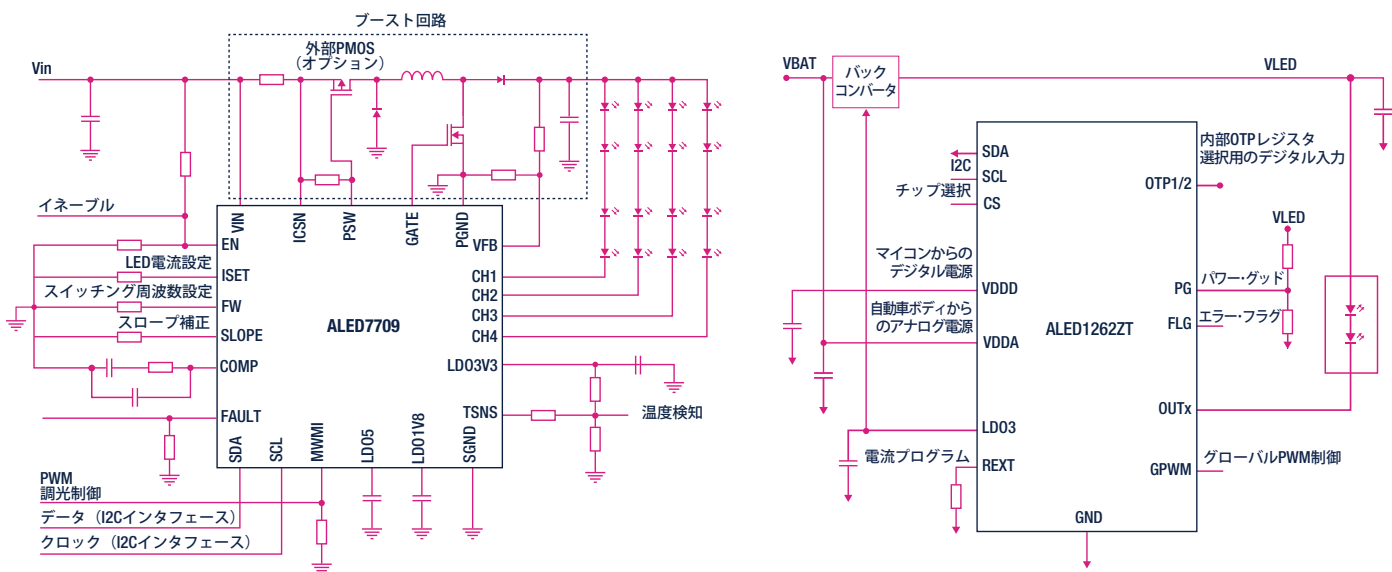 ブースト回路
外部PMOS
（オプション）
Vin
イネーブル
VIN
ICSN
PSW
GATE
PGND
VFB
EN
LED電流設定
ISET
スイッチング周波数設定
FW
スロープ補正
SLOPE
COMP
FAULT
ALED7709
CH1
CH2
CH3
CH4
LDO3V3
TSNS
温度検知
SDA
SCL
MWMI
LDO5
LDO1V8
SGND
PWM
調光制御
データ（I2Cインタフェース）
クロック（I2Cインタフェース）
VBAT
バック
コンバータ
VLED
SDA
I2C
SCL
チップ選択
CS
内部OTPレジスタ
選択用のデジタル入力
OTP1/2
VLED
マイコンからの
デジタル電源
VDDD
自動車ボディから
のアナログ電源
VDDA
ALED1262ZT
PG
パワー・グッド
FLG
エラー・フラグ
OUTx
LDO3
電流プログラム
REXT
GPWM
グローバルPWM制御
GND